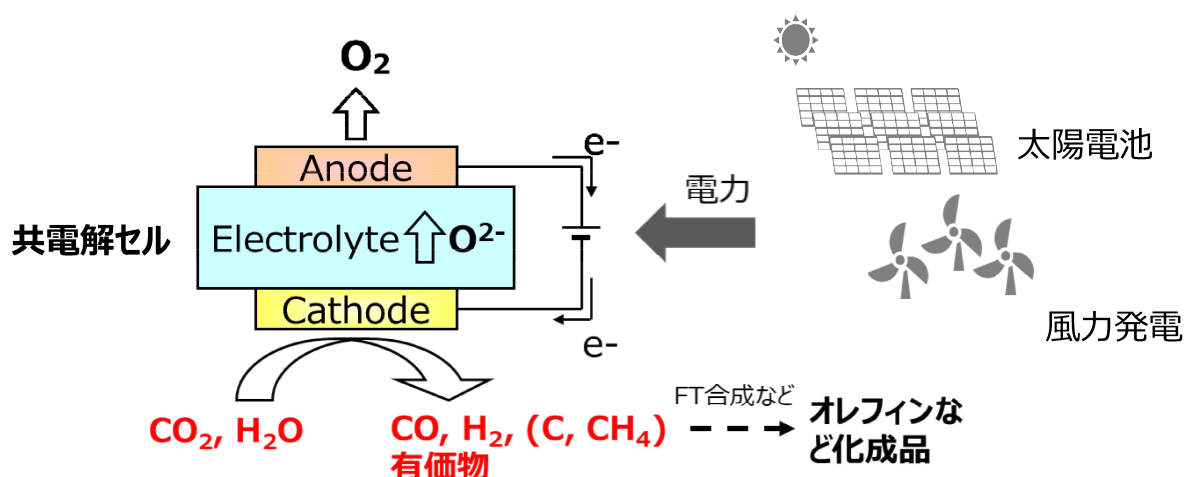 O₂
e-
Anode
太陽電池
電力
共電解セル
Electrolyte O²⁻
Cathode
風力発電
e-
FT合成など
CO₂, H₂O
CO, H₂, (C, CH₄)
有価物
オレフィンな
ど化成品